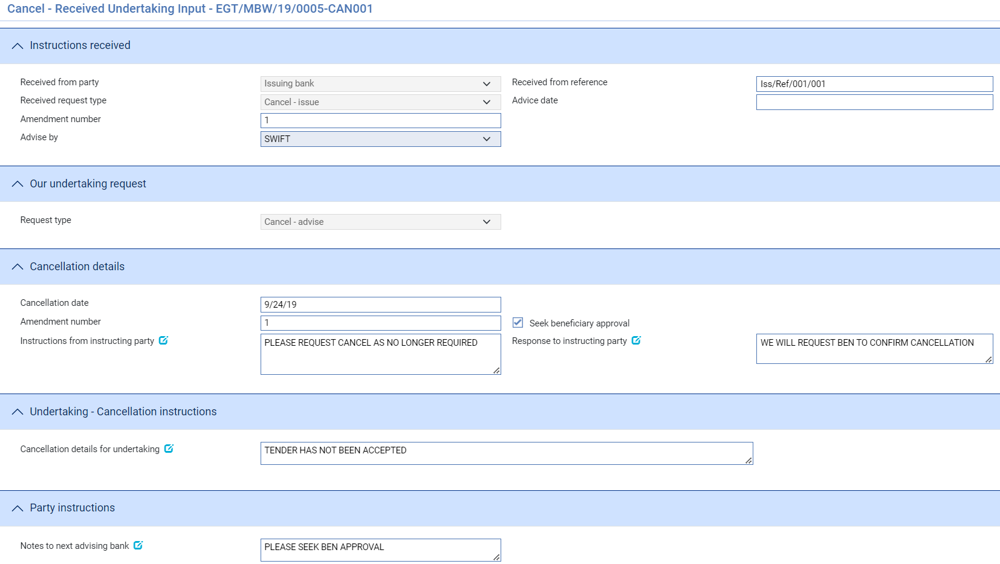 Cancel - Received Undertaking Input - EGT/MBW/19/0005-CAN001
Instructions received
Received from party Issuing bank Received from reference Iss/Ref/001/001
Received request type Cancel - issue Advice date
Amendment number 1
Advise by SWIFT
Our undertaking request
Request type Cancel - advise
Cancellation details
Cancellation date 9/24/19
Amendment number 1 Seek beneficiary approval
Instructions from instructing party PLEASE REQUEST CANCEL AS NO LONGER REQUIRED Response to instructing party WE WILL REQUEST BEN TO CONFIRM CANCELLATION
Undertaking - Cancellation instructions
Cancellation details for undertaking TENDER HAS NOT BEEN ACCEPTED
Party instructions
Notes to next advising bank PLEASE SEEK BEN APPROVAL